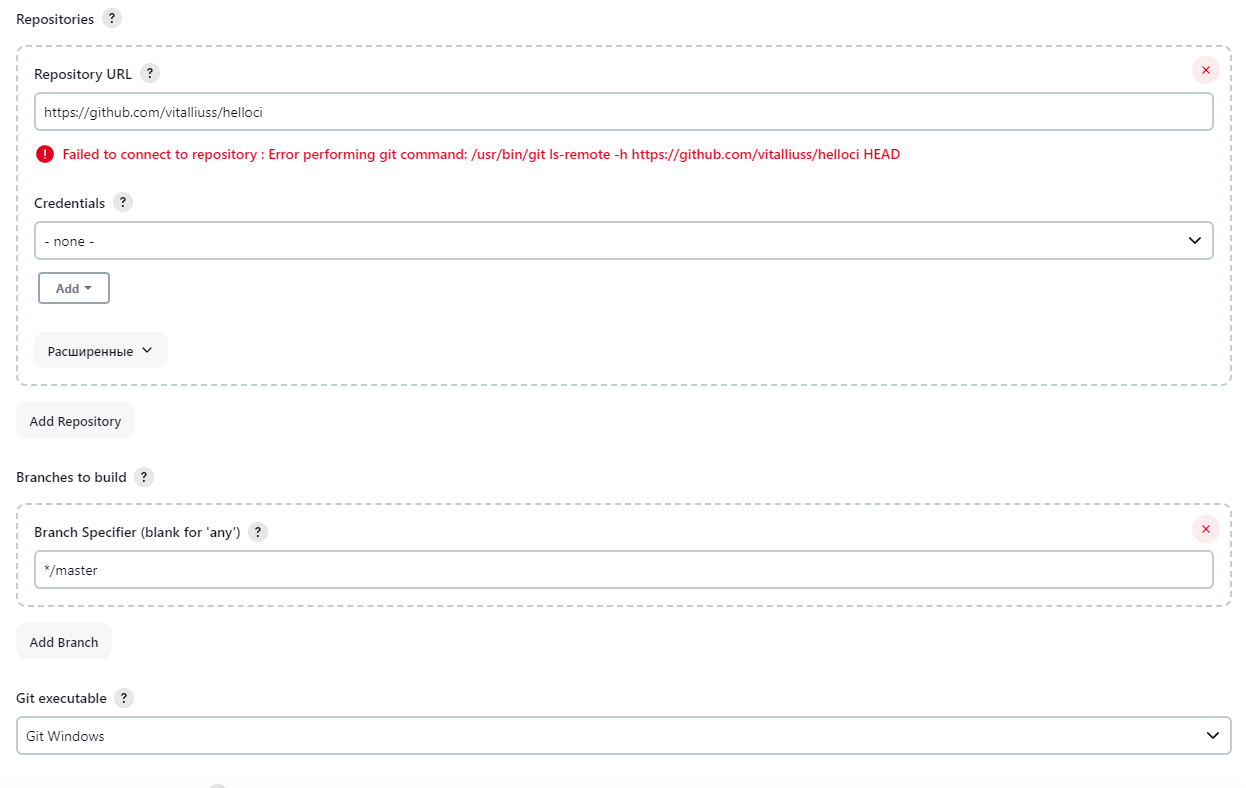 Repositories ?
Repository URL ?
https://github.com/vitalliuss/helloci
Failed to connect to repository : Error performing git command: /usr/bin/git ls-remote -h https://github.com/vitalliuss/helloci HEAD
Credentials ?
- none -
Add
Расширенные
Add Repository
Branches to build ?
Branch Specifier (blank for 'any') ?
*/master
Add Branch
Git executable ?
Git Windows